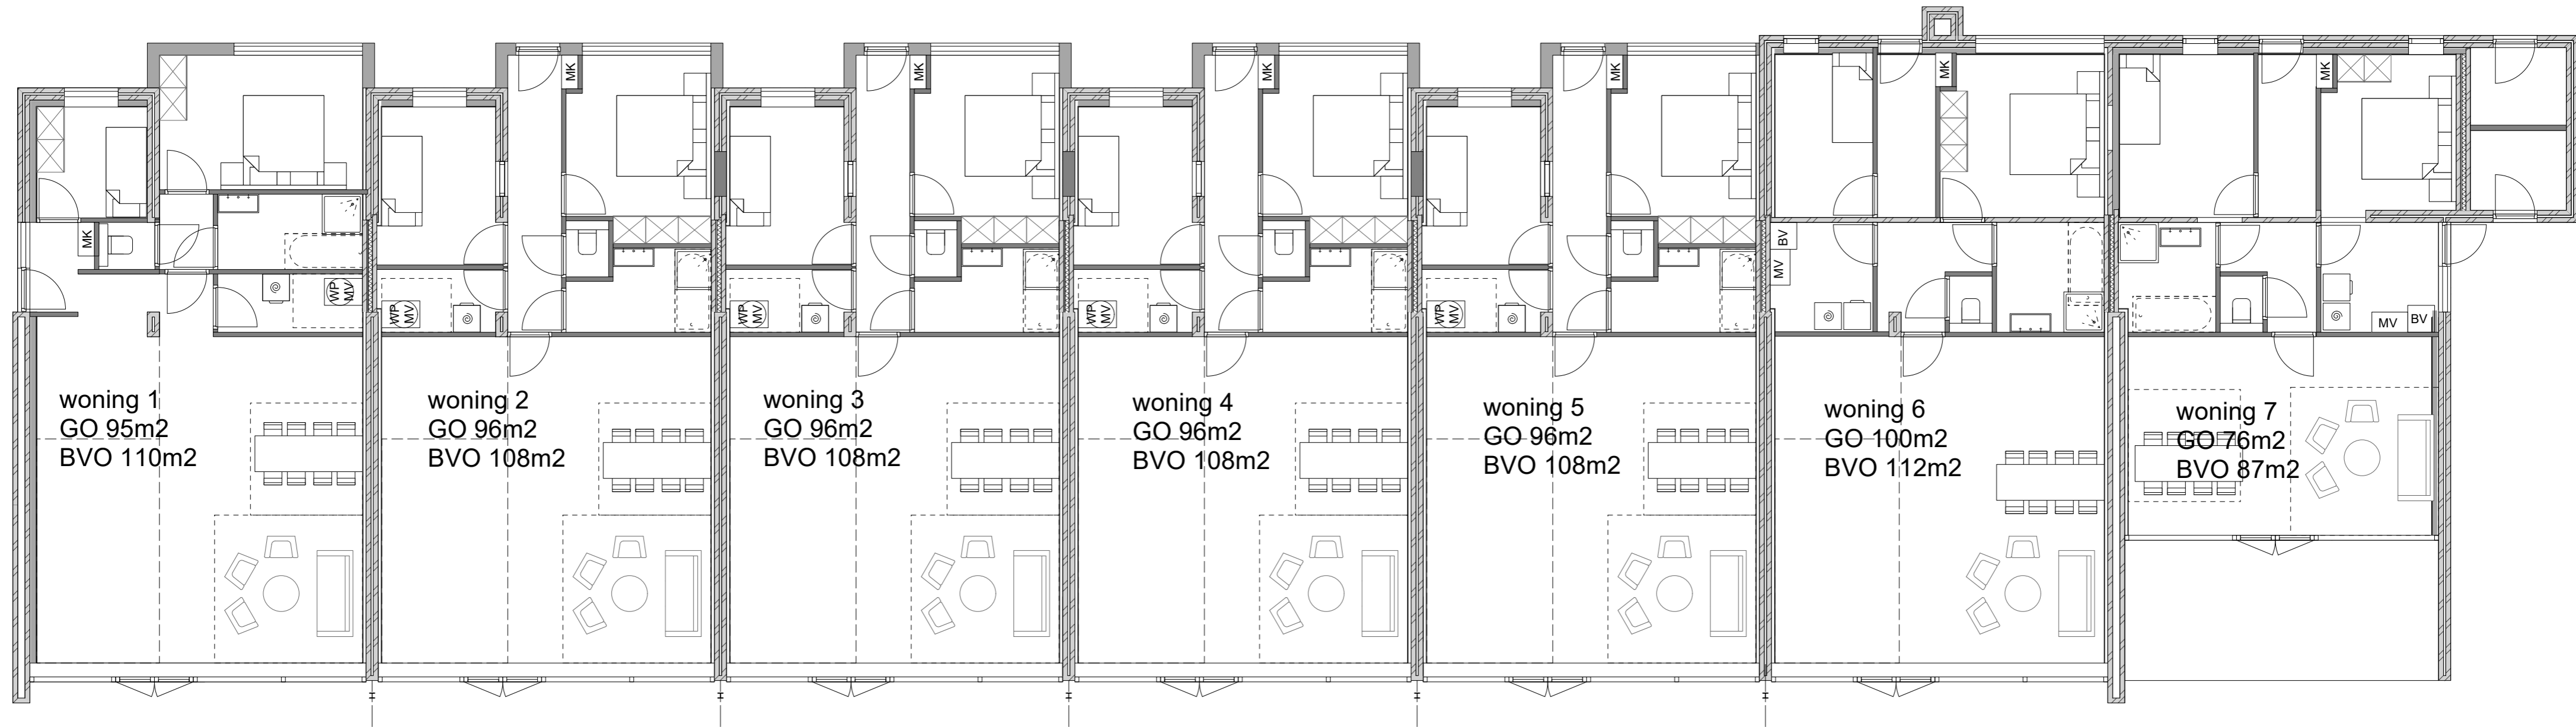 MK
MK
MK
MK
MK
MK
MK
BV
MV
WP
MV
WP
MV
WP
MV
WP
MV
WP
MV
MV
BV
woning 1
GO 95m2
BVO 110m2
woning 2
GO 96m2
BVO 108m2
woning 3
GO 96m2
BVO 108m2
woning 4
GO 96m2
BVO 108m2
woning 5
GO 96m2
BVO 108m2
woning 6
GO 100m2
BVO 112m2
woning 7
GO 76m2
BVO 87m2